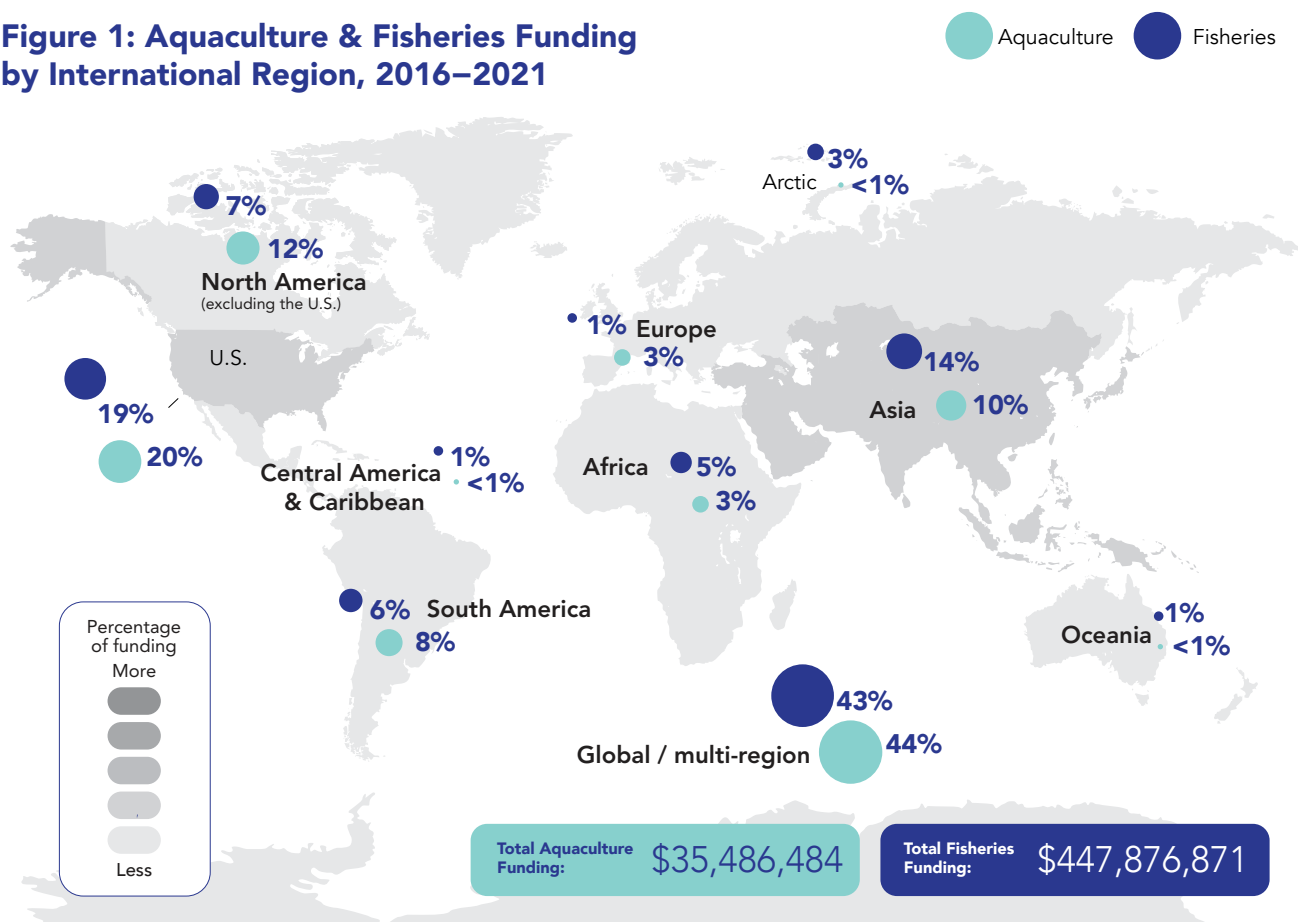 Figure 1: Aquaculture & Fisheries Funding
by International Region, 2016–2021
Aquaculture
Fisheries
3%
Arctic
<1%
7%
12%
North America
(excluding the U.S.)
1%
Europe
3%
U.S.
14%
19%
Asia
10%
20%
1%
Central America
<1%
& Caribbean
Africa
5%
3%
6%
South America
8%
1%
Oceania
<1%
Percentage
of funding
More
Less
43%
44%
Global / multi-region
Total Aquaculture
Funding:
$35,486,484
Total Fisheries
Funding:
$447,876,871